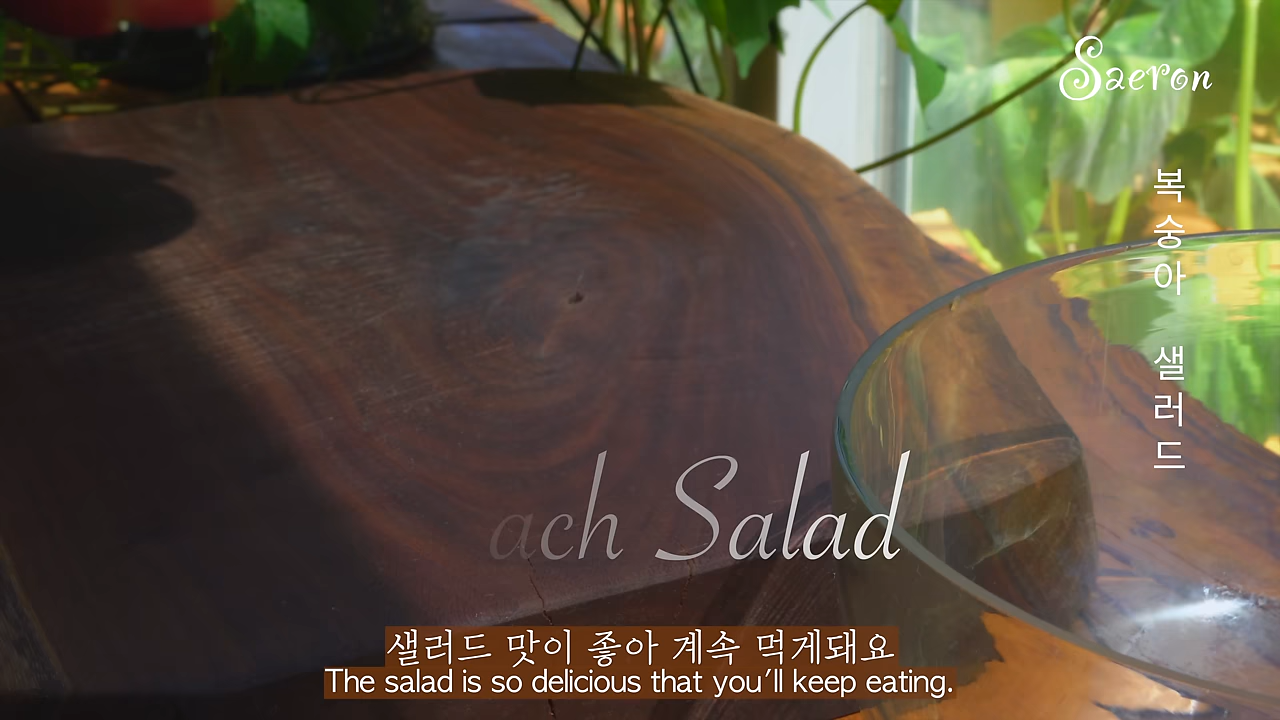 Saeron
복숭아 샐러드
ach Salad
샐러드 맛이 좋아 계속 먹게돼요
The salad is so delicious that you'll keep eating.